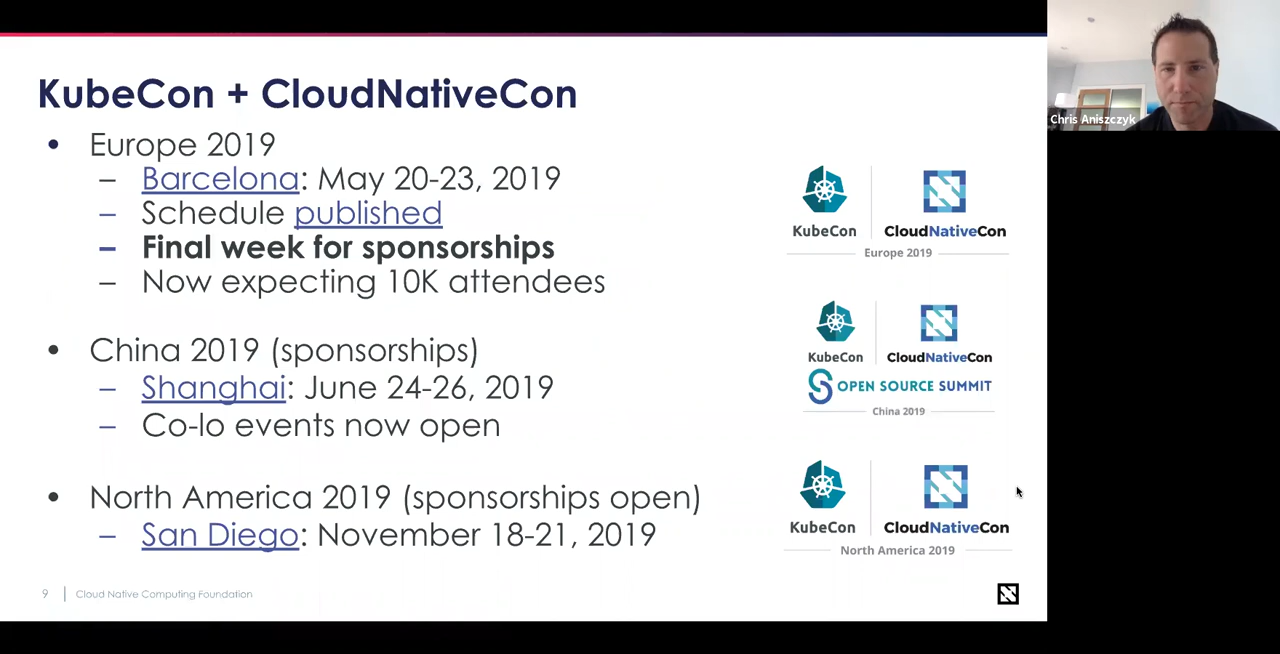 KubeCon + CloudNativeCon
• Europe 2019
– Barcelona: May 20-23, 2019
– Schedule published
– Final week for sponsorships
– Now expecting 10K attendees
• China 2019 (sponsorships)
– Shanghai: June 24-26, 2019
– Co-lo events now open
• North America 2019 (sponsorships open)
– San Diego: November 18-21, 2019
KubeCon CloudNativeCon
Europe 2019
KubeCon CloudNativeCon
OPEN SOURCE SUMMIT
China 2019
KubeCon CloudNativeCon
North America 2019
9 Cloud Native Computing Foundation
Chris Aniszczyk